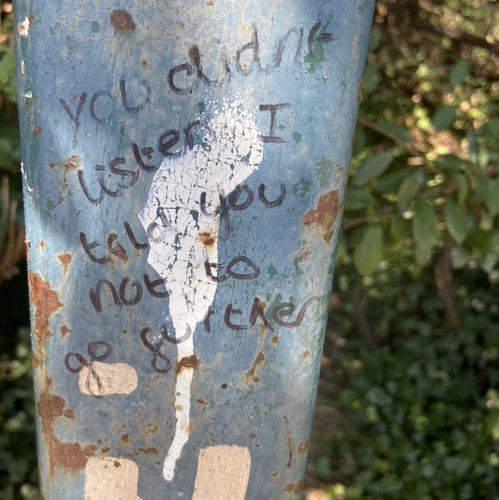 you didnt
listen I
told you
not to
go further